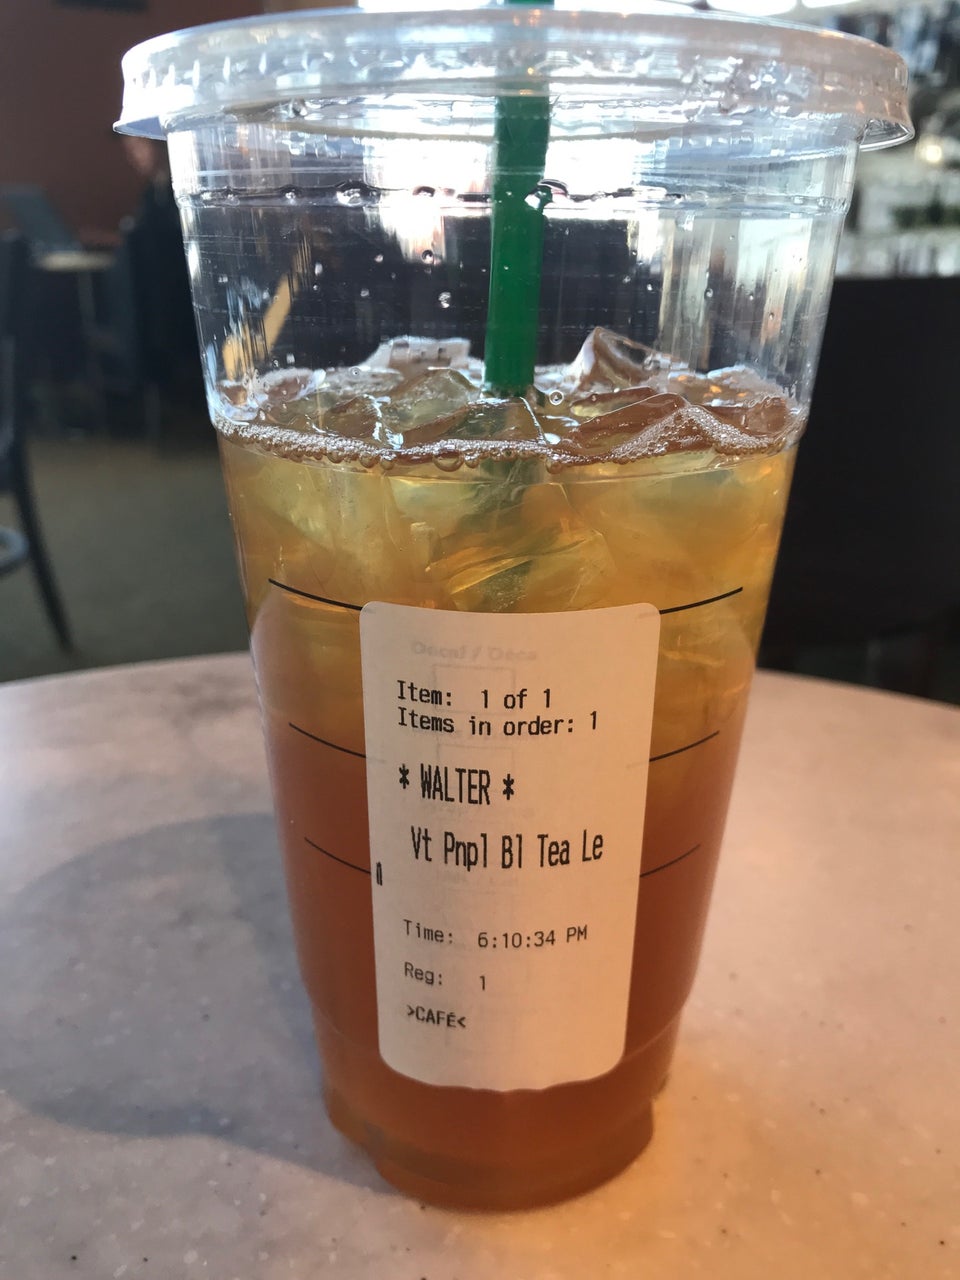 Item: 1 of 1
Items in order: 1
* WALTER *
Vt Pnpl Bl Tea Le
Time: 6:10:34 PM
Reg: 1
>CAFÉ<